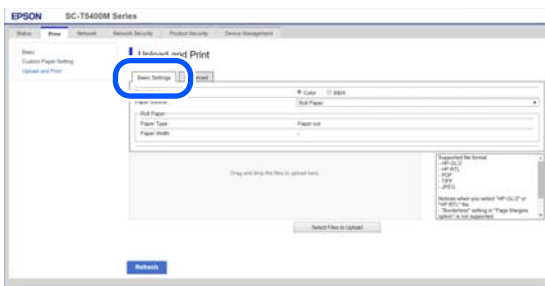 EPSON SC-T5400M Series
Status Print Network Network Security Product Security Device Management
Basic
Custom Paper Setting
Upload and Print
Upload and Print
Basic Settings
Color B&W
Paper Source Roll Paper
Roll Paper
Paper Type : Paper out
Paper Width : -
Drag and drop the files to upload here.
Supported file format
- HP-GL/2
- HP RTL
- PDF
- TIFF
- JPEG
Notices when you select "HP-GL/2" or
"HP RTL" file.
- "Borderless" setting in "Page Margins
option" is not supported.
Select Files to Upload
Refresh